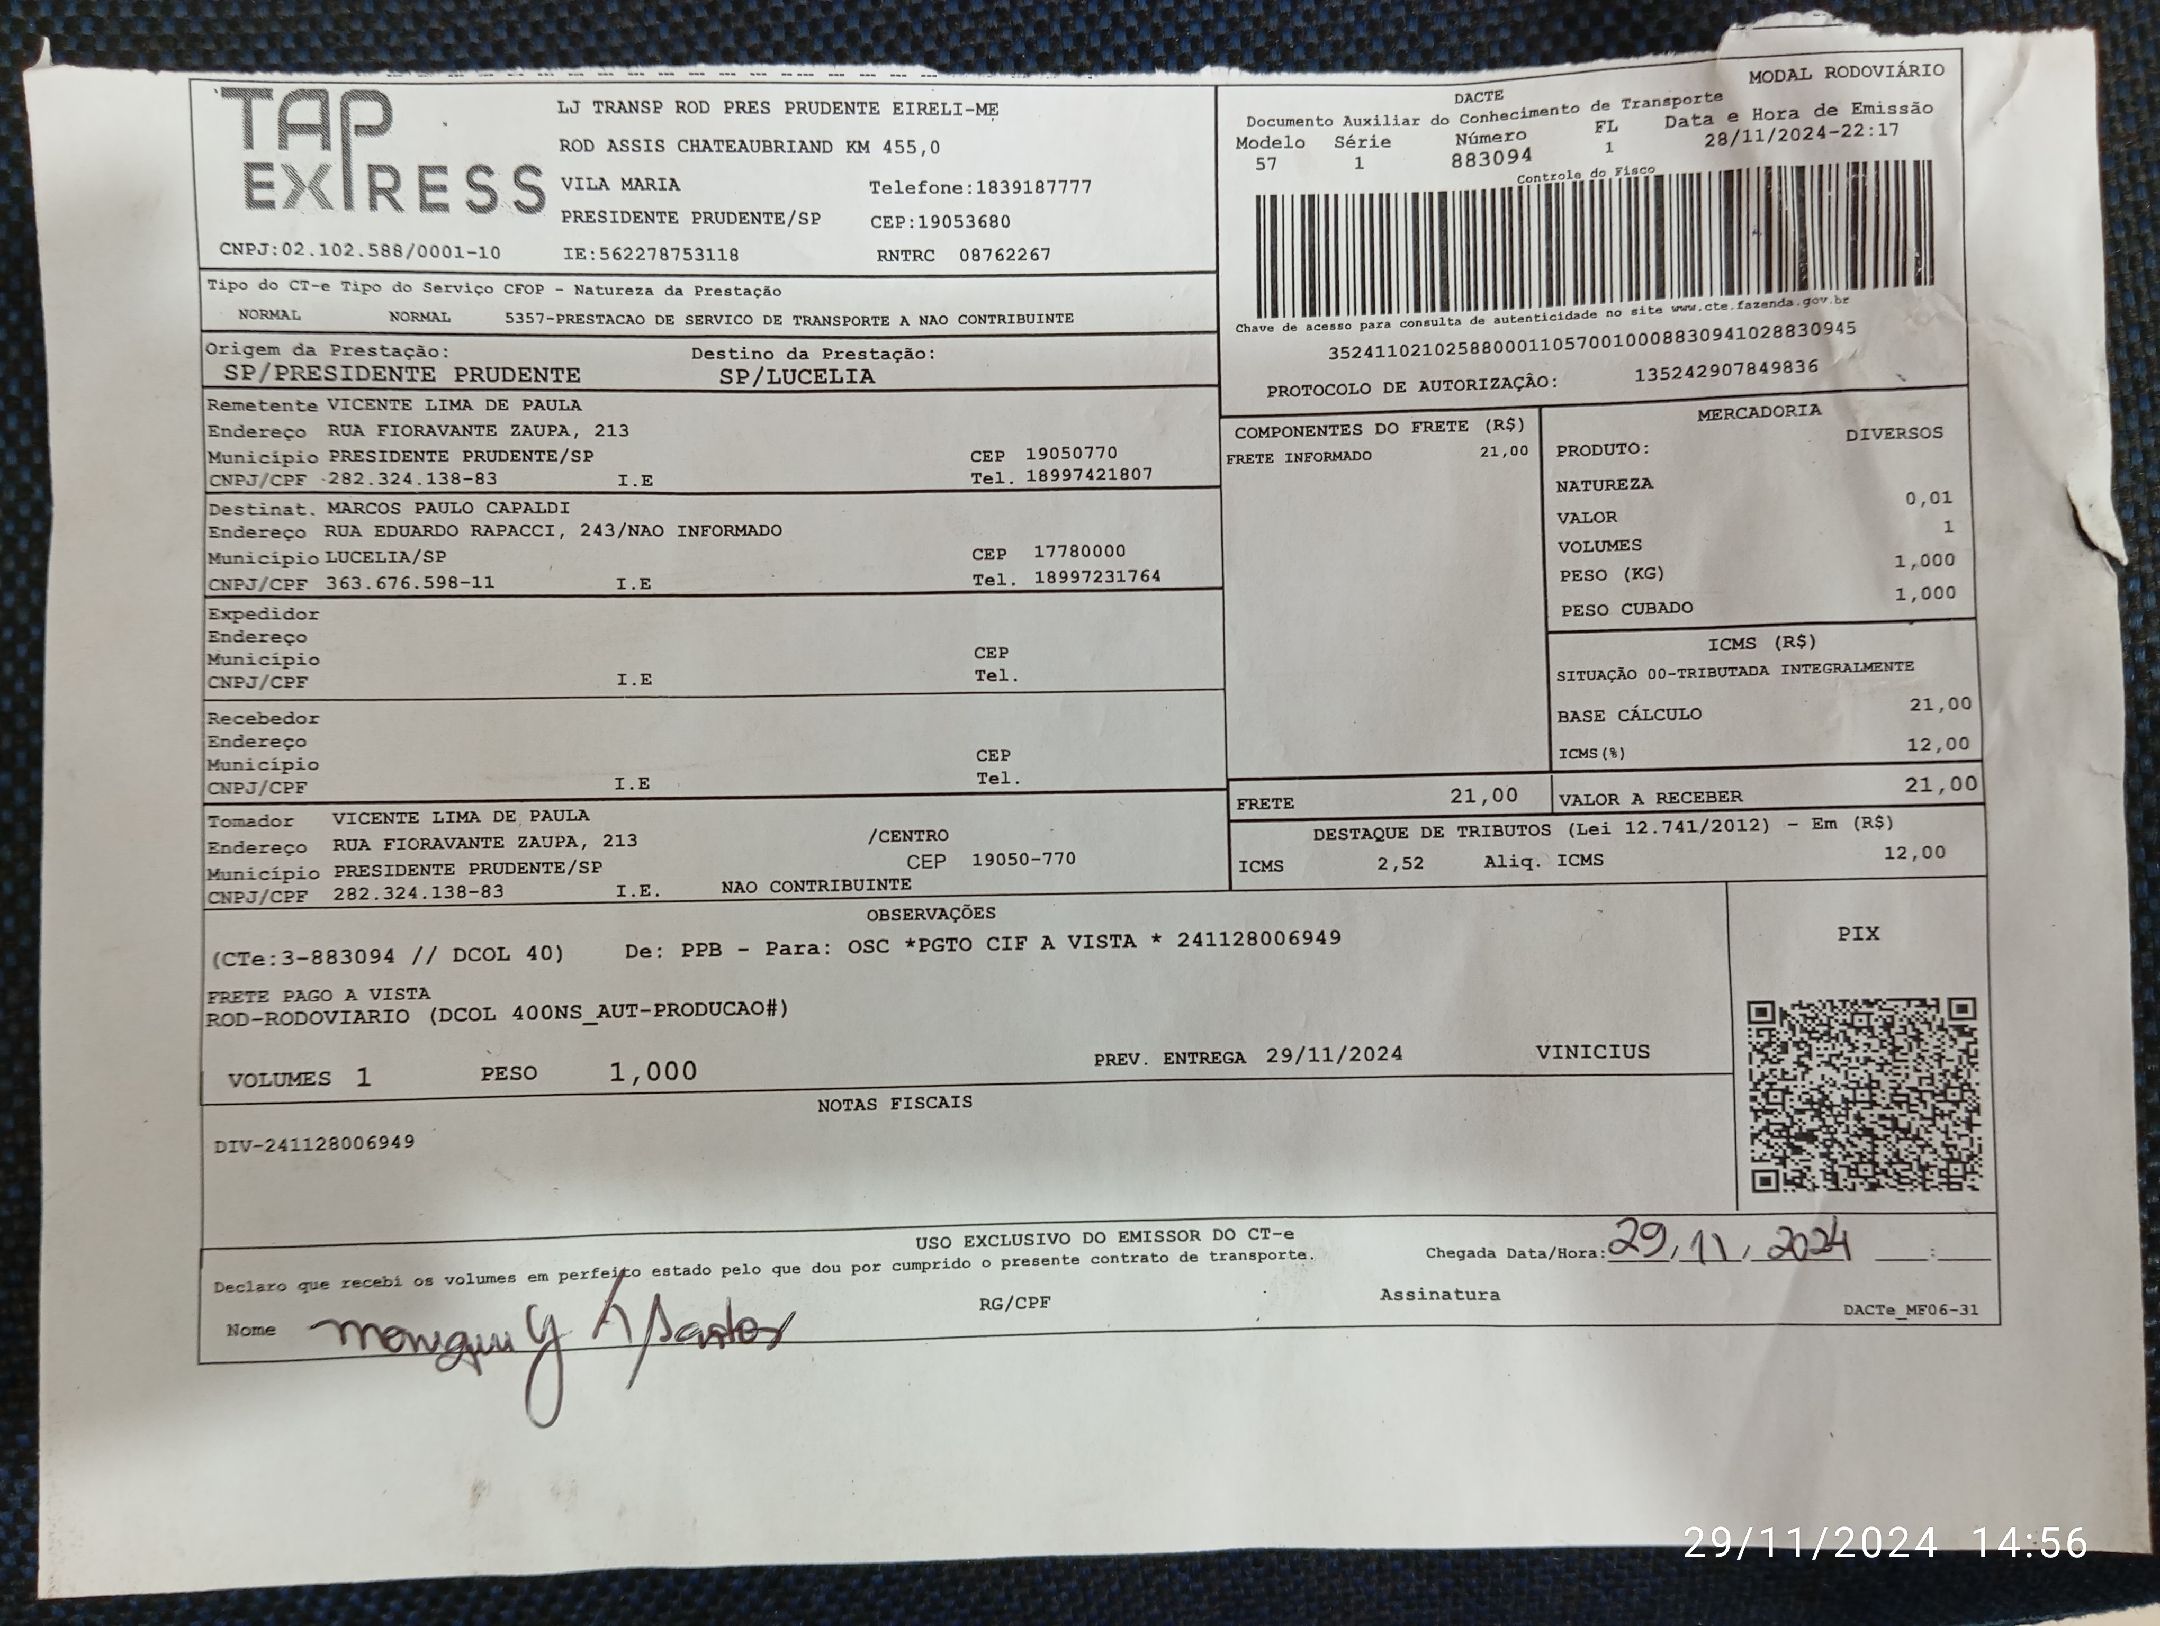 TAP
EXPRESS
LJ TRANSP ROD PRES PRUDENTE EIRELI-ME
ROD ASSIS CHATEAUBRIAND KM 455,0
VILA MARIA Telefone:1839187777
PRESIDENTE PRUDENTE/SP CEP:19053680
CNPJ:02.102.588/0001-10 IE:562278753118 RNTRC 08762267
MODAL RODOVIÁRIO
DACTE
Documento Auxiliar do Conhecimento de Transporte
Modelo Série Número FL Data e Hora de Emissão
57 1 883094 1 28/11/2024-22:17
Controle do Fisco
Chave de acesso para consulta de autenticidade no site www.cte.fazenda.gov.br
35241102102588000110570010008830941028830945
PROTOCOLO DE AUTORIZAÇÃO: 135242907849836
Tipo do CT-e Tipo do Serviço CFOP - Natureza da Prestação
NORMAL NORMAL 5357-PRESTACAO DE SERVICO DE TRANSPORTE A NAO CONTRIBUINTE
Origem da Prestação: Destino da Prestação:
SP/PRESIDENTE PRUDENTE SP/LUCELIA
Remetente VICENTE LIMA DE PAULA
Endereço RUA FIORAVANTE ZAUPA, 213
Município PRESIDENTE PRUDENTE/SP CEP 19050770
CNPJ/CPF 282.324.138-83 I.E Tel. 18997421807
Destinat. MARCOS PAULO CAPALDI
Endereço RUA EDUARDO RAPACCI, 243/NAO INFORMADO
Município LUCELIA/SP CEP 17780000
CNPJ/CPF 363.676.598-11 I.E Tel. 18997231764
Expedidor
Endereço
Município CEP
CNPJ/CPF I.E Tel.
Recebedor
Endereço
Município CEP
CNPJ/CPF I.E Tel.
Tomador VICENTE LIMA DE PAULA
Endereço RUA FIORAVANTE ZAUPA, 213 /CENTRO
Município PRESIDENTE PRUDENTE/SP CEP 19050-770
CNPJ/CPF 282.324.138-83 I.E. NAO CONTRIBUINTE
COMPONENTES DO FRETE (R$)
FRETE INFORMADO 21,00
MERCADORIA
PRODUTO: DIVERSOS
NATUREZA
VALOR 0,01
VOLUMES 1
PESO (KG) 1,000
PESO CUBADO 1,000
ICMS (R$)
SITUAÇÃO 00-TRIBUTADA INTEGRALMENTE
BASE CÁLCULO 21,00
ICMS(%) 12,00
FRETE 21,00 VALOR A RECEBER 21,00
DESTAQUE DE TRIBUTOS (Lei 12.741/2012) - Em (R$)
ICMS 2,52 Aliq. ICMS 12,00
OBSERVAÇÕES
(CTe:3-883094 // DCOL 40) De: PPB - Para: OSC *PGTO CIF A VISTA * 241128006949
FRETE PAGO A VISTA
ROD-RODOVIARIO (DCOL 400NS_AUT-PRODUCAO#)
VOLUMES 1 PESO 1,000 PREV. ENTREGA 29/11/2024 VINICIUS
PIX
NOTAS FISCAIS
DIV-241128006949
USO EXCLUSIVO DO EMISSOR DO CT-e
Declaro que recebi os volumes em perfeito estado pelo que dou por cumprido o presente contrato de transporte.
Chegada Data/Hora: 29,11,2024 :
Nome RG/CPF Assinatura
DACTe_MF06-31
29/11/2024 14:56